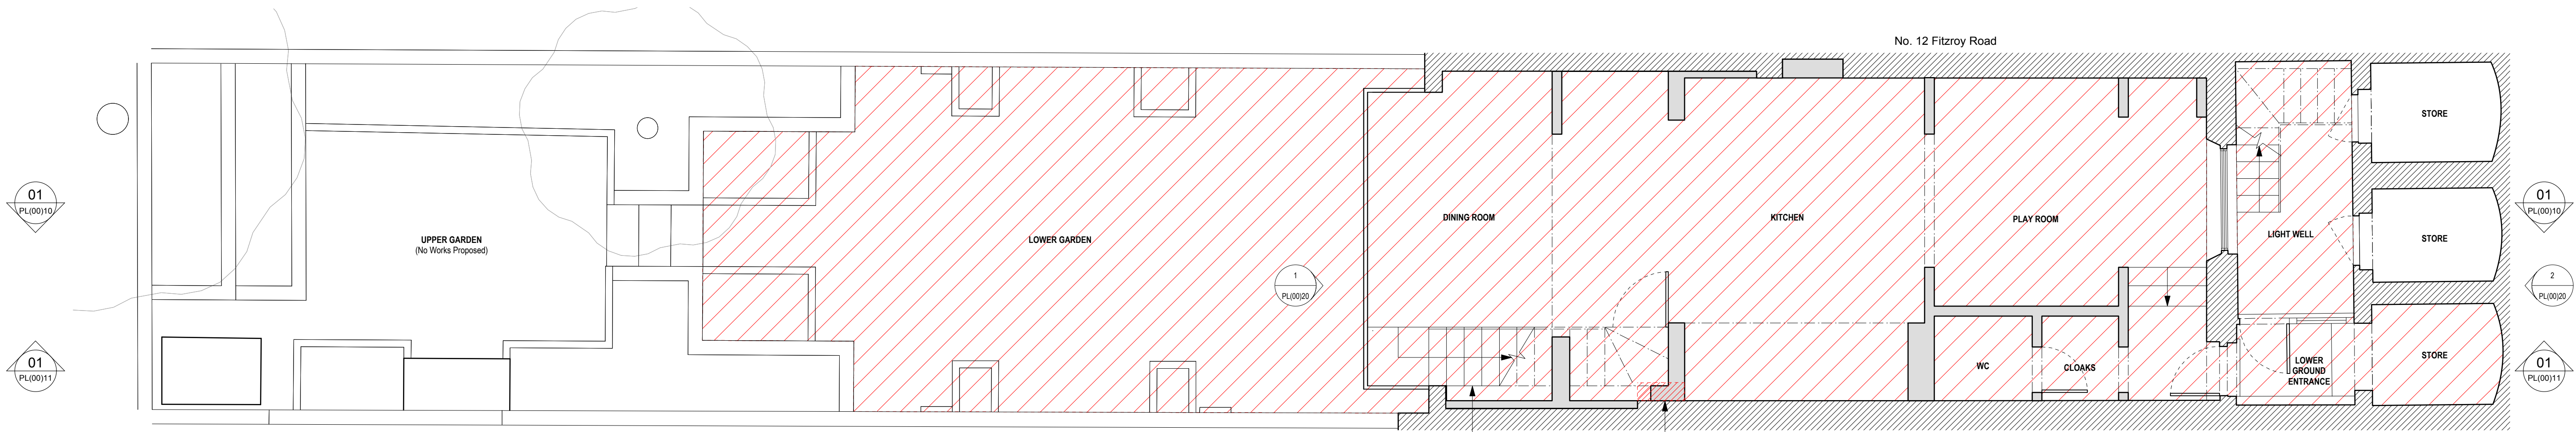 No. 12 Fitzroy Road
STORE
01
PL(00)10
01
PL(00)10
DINING ROOM
KITCHEN
PLAY ROOM
LIGHT WELL
STORE
UPPER GARDEN
(No Works Proposed)
LOWER GARDEN
1
PL(00)20
2
PL(00)20
01
PL(00)11
WC
CLOAKS
LOWER
GROUND
ENTRANCE
STORE
01
PL(00)11